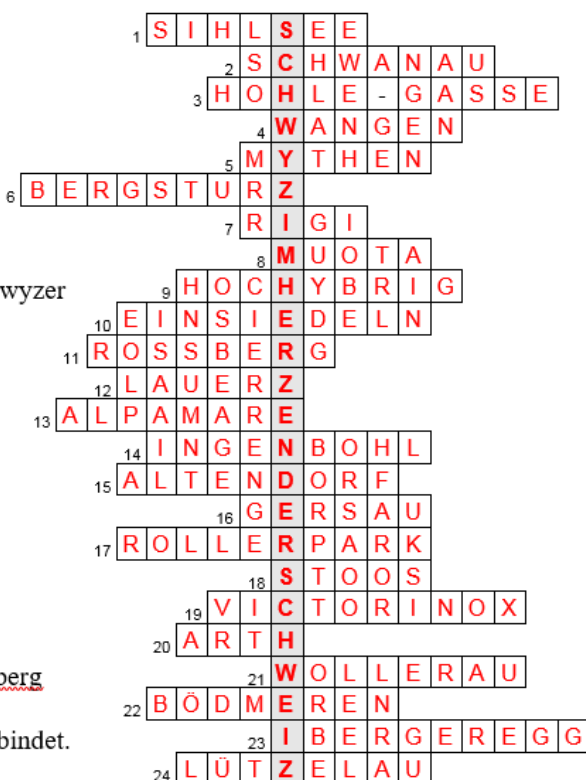 1 SIHLSEE
2 SCHWANAU
3 HOHLE-GASSE
4 WANGEN
5 MYTHEN
6 BERGSTURZ
7 RIGI
8 MUOTA
wyzer
9 HOCHYBRIG
10 EINSIEDELN
11 ROSSBERG
12 LAUERZ
13 ALPAMARE
14 INGENBOHL
15 ALTENDORF
16 GERSAU
17 ROLLERPARK
18 STOOS
19 VICTORINOX
20 ARTH
21 WOLLERAU
berg
22 BÖDMEREN
bindet.
23 IBERGEREGG
24 LÜTZELAU